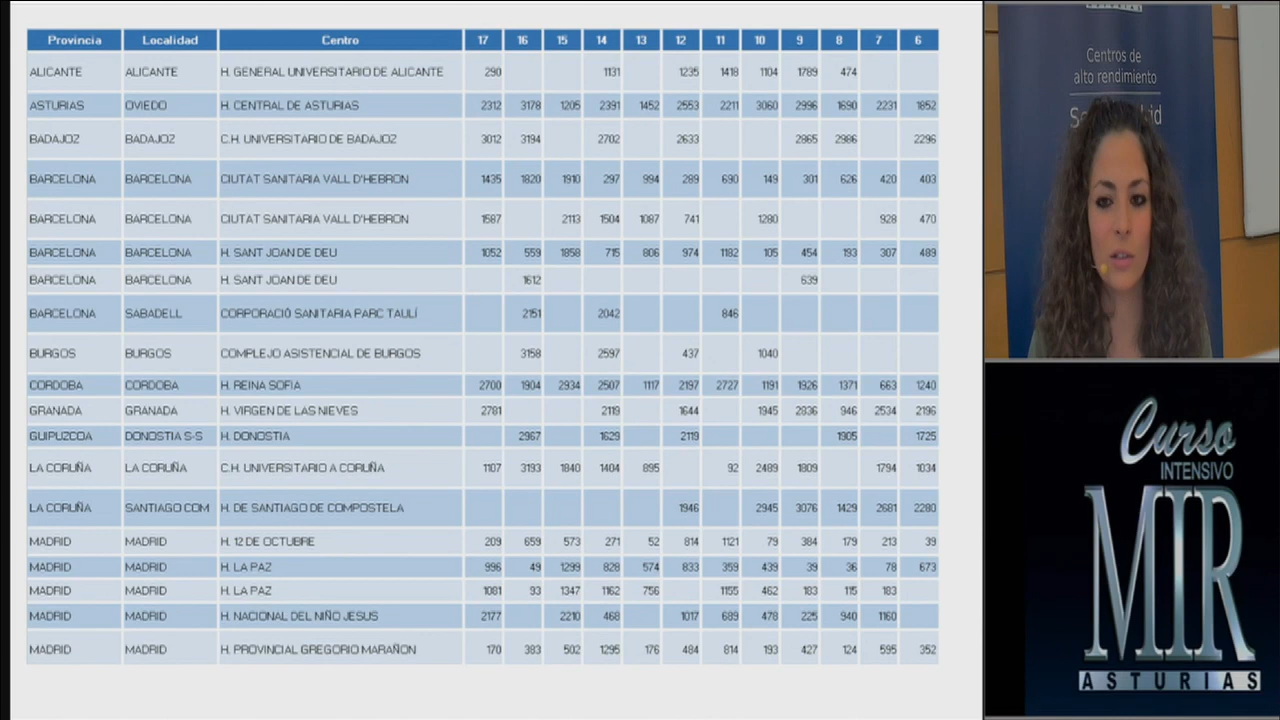 Provincia Localidad Centro 17 16 15 14 13 12 11 10 9 8 7 6
ALICANTE ALICANTE H. GENERAL UNIVERSITARIO DE ALICANTE 290 1131 1235 1418 1104 1789 474
ASTURIAS OVIEDO H. CENTRAL DE ASTURIAS 2312 3178 1205 2391 1452 2553 2211 3060 2996 1690 2231 1852
BADAJOZ BADAJOZ C.H. UNIVERSITARIO DE BADAJOZ 3012 3194 2702 2633 2865 2986 2296
BARCELONA BARCELONA CIUTAT SANITARIA VALL D'HEBRON 1435 1820 1910 297 994 289 690 149 301 626 420 403
BARCELONA BARCELONA CIUTAT SANITARIA VALL D'HEBRON 1587 2113 1504 1087 741 1280 928 470
BARCELONA BARCELONA H. SANT JOAN DE DEU 1052 559 1858 715 806 974 1182 105 454 193 307 489
BARCELONA BARCELONA H. SANT JOAN DE DEU 1612 639
BARCELONA SABADELL CORPORACIÓ SANITARIA PARC TAULÍ 2151 2042 846
BURGOS BURGOS COMPLEJO ASISTENCIAL DE BURGOS 3158 2597 437 1040
CORDOBA CORDOBA H. REINA SOFIA 2700 1904 2934 2507 1117 2197 2727 1191 1926 1371 663 1240
GRANADA GRANADA H. VIRGEN DE LAS NIEVES 2781 2119 1644 1945 2836 946 2534 2196
GUIPUZCOA DONOSTIA S-S H. DONOSTIA 2967 1629 2119 1905 1725
LA CORUÑA LA CORUÑA C.H. UNIVERSITARIO A CORUÑA 1107 3193 1840 1404 895 92 2489 1809 1794 1034
LA CORUÑA SANTIAGO COM H. DE SANTIAGO DE COMPOSTELA 1946 2945 3076 1429 2681 2280
MADRID MADRID H. 12 DE OCTUBRE 209 659 573 271 52 814 1121 79 384 179 213 39
MADRID MADRID H. LA PAZ 996 49 1299 828 574 833 359 439 39 36 78 673
MADRID MADRID H. LA PAZ 1081 93 1347 1162 756 1155 462 183 115 183
MADRID MADRID H. NACIONAL DEL NIÑO JESUS 2177 2210 468 1017 689 478 225 940 1160
MADRID MADRID H. PROVINCIAL GREGORIO MARAÑON 170 383 502 1295 176 484 814 193 427 124 595 352
Centros de
alto rendimiento
Curso
INTENSIVO
MIR
ASTURIAS